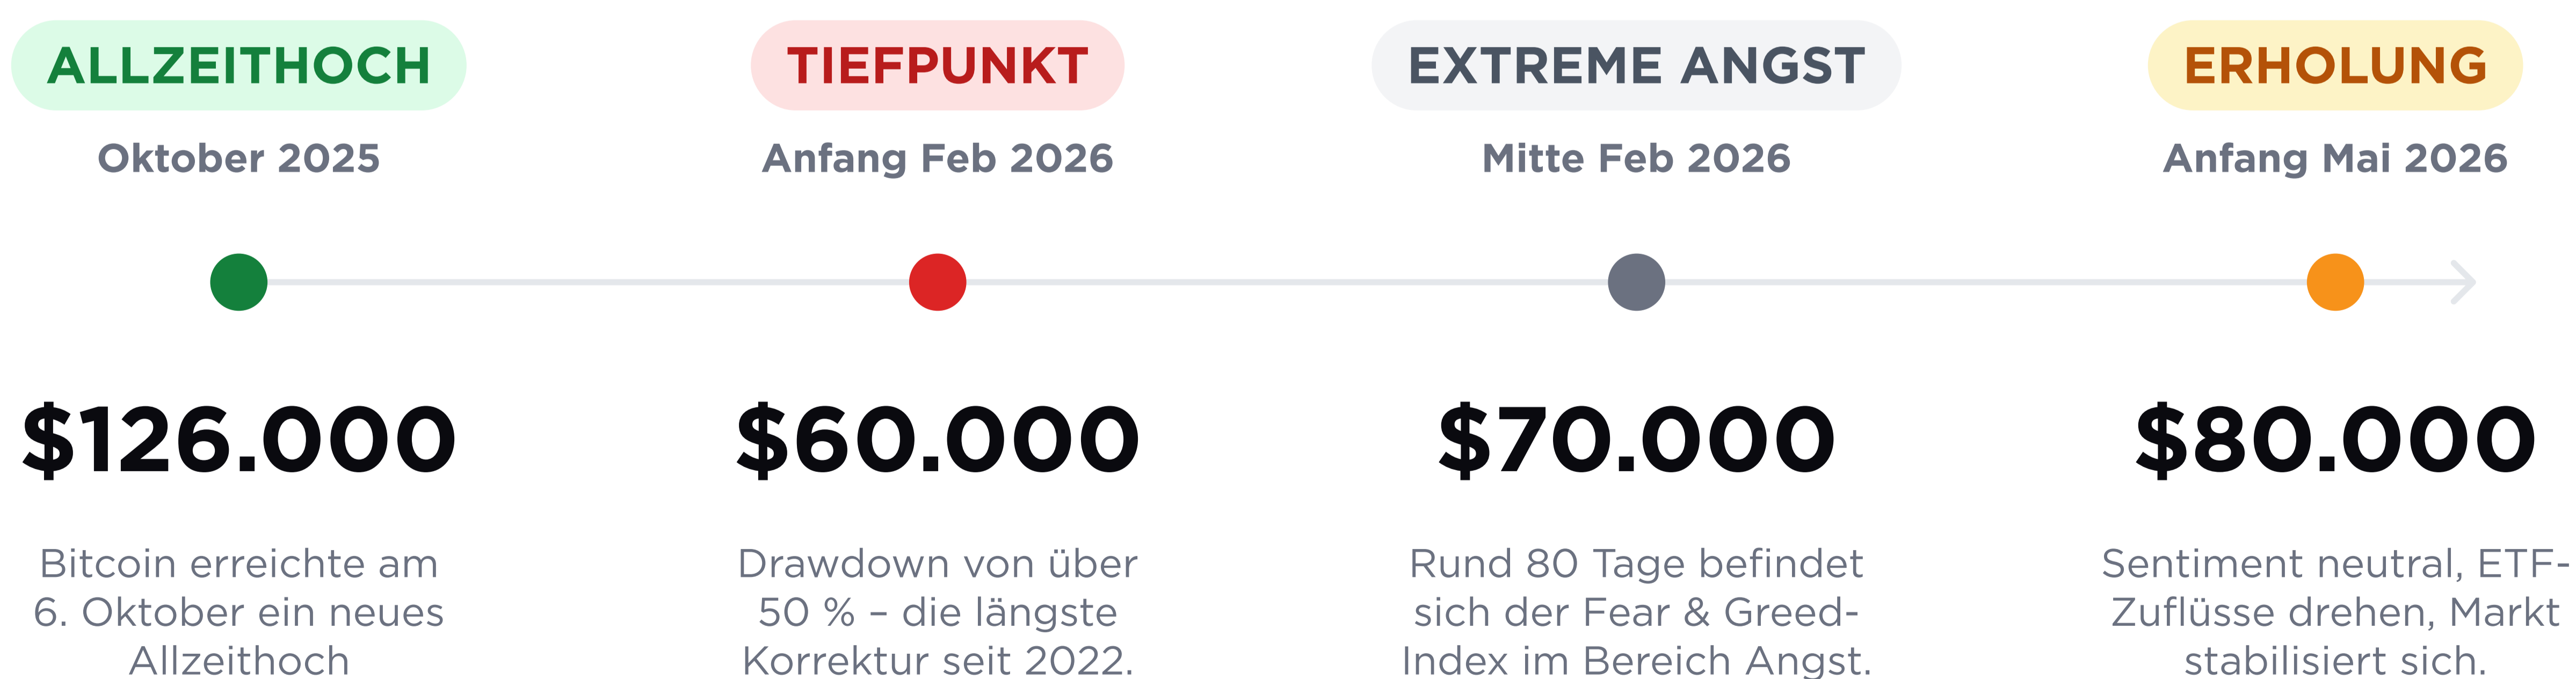 ALLZEITHOCH
Oktober 2025
$126.000
Bitcoin erreichte am
6. Oktober ein neues
Allzeithoch
TIEFPUNKT
Anfang Feb 2026
$60.000
Drawdown von über
50 % – die längste
Korrektur seit 2022.
EXTREME ANGST
Mitte Feb 2026
$70.000
Rund 80 Tage befindet
sich der Fear & Greed-
Index im Bereich Angst.
ERHOLUNG
Anfang Mai 2026
$80.000
Sentiment neutral, ETF-
Zuflüsse drehen, Markt
stabilisiert sich.